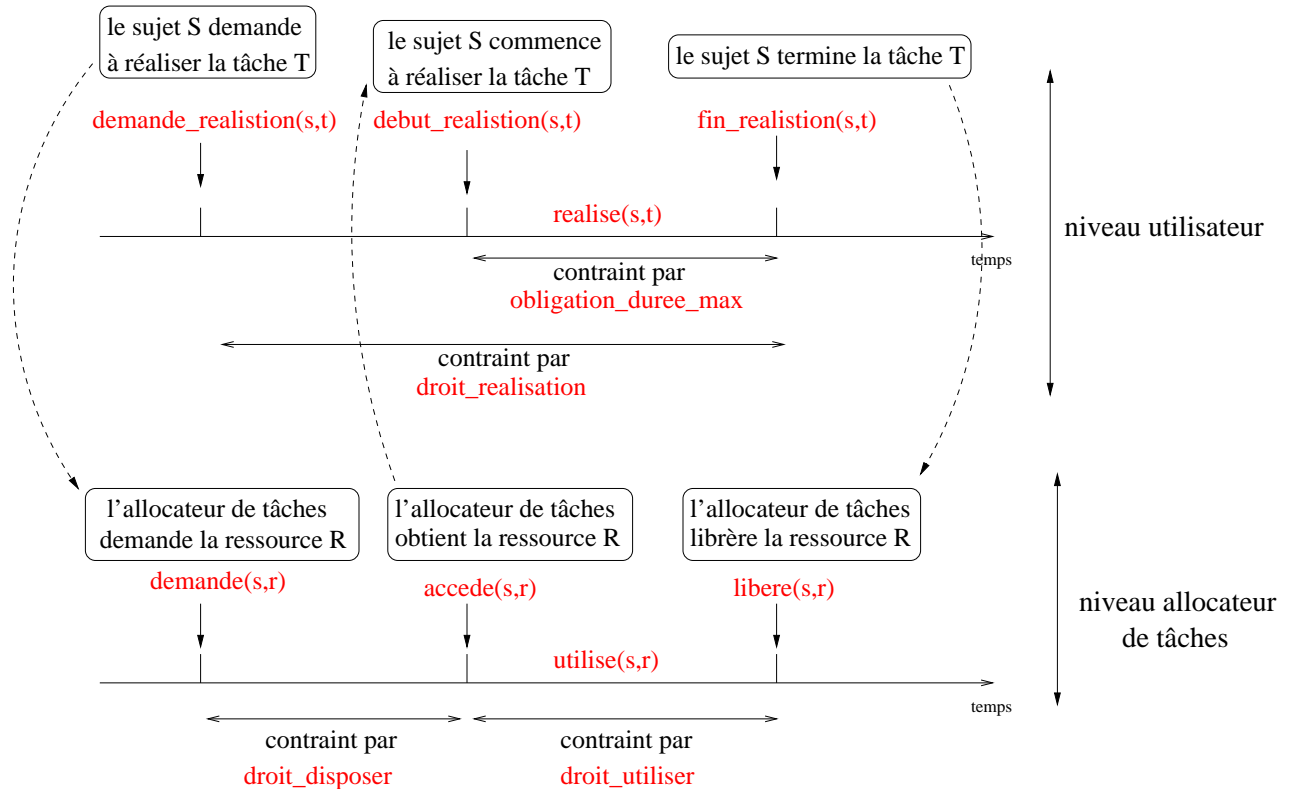 le sujet S demande
à réaliser la tâche T
le sujet S commence
à réaliser la tâche T
le sujet S termine la tâche T
demande_realistion(s,t)
debut_realistion(s,t)
fin_realistion(s,t)
realise(s,t)
temps
contraint par
obligation_duree_max
contraint par
droit_realisation
niveau utilisateur
l'allocateur de tâches
demande la ressource R
l'allocateur de tâches
obtient la ressource R
l'allocateur de tâches
librère la ressource R
demande(s,r)
accede(s,r)
libere(s,r)
utilise(s,r)
temps
contraint par
droit_disposer
contraint par
droit_utiliser
niveau allocateur
de tâches